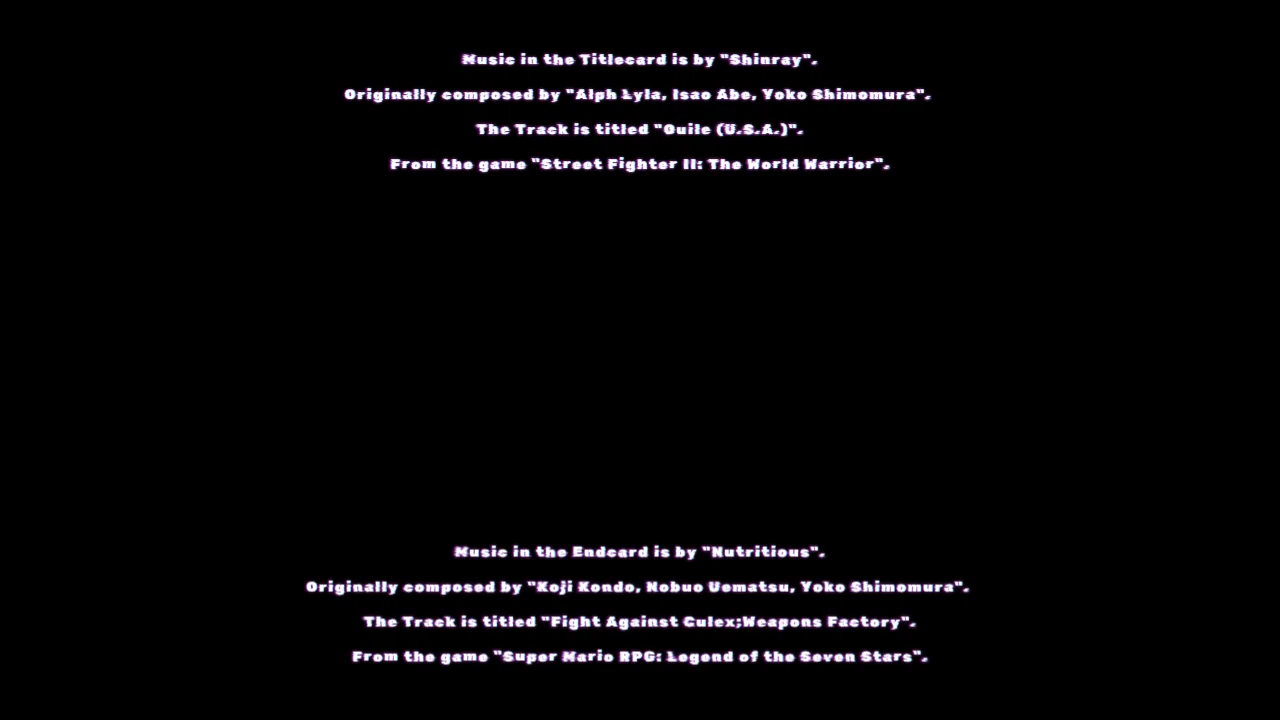 Music in the Titlecard is by "Shinray".
Originally composed by "Alph Lyla, Isao Abe, Yoko Shimomura".
The Track is titled "Guile (U.S.A.)".
From the game "Street Fighter II: The World Warrior".
Music in the Endcard is by "Nutritious".
Originally composed by "Koji Kondo, Nobuo Uematsu, Yoko Shimomura".
The Track is titled "Fight Against Culex;Weapons Factory".
From the game "Super Mario RPG: Legend of the Seven Stars".